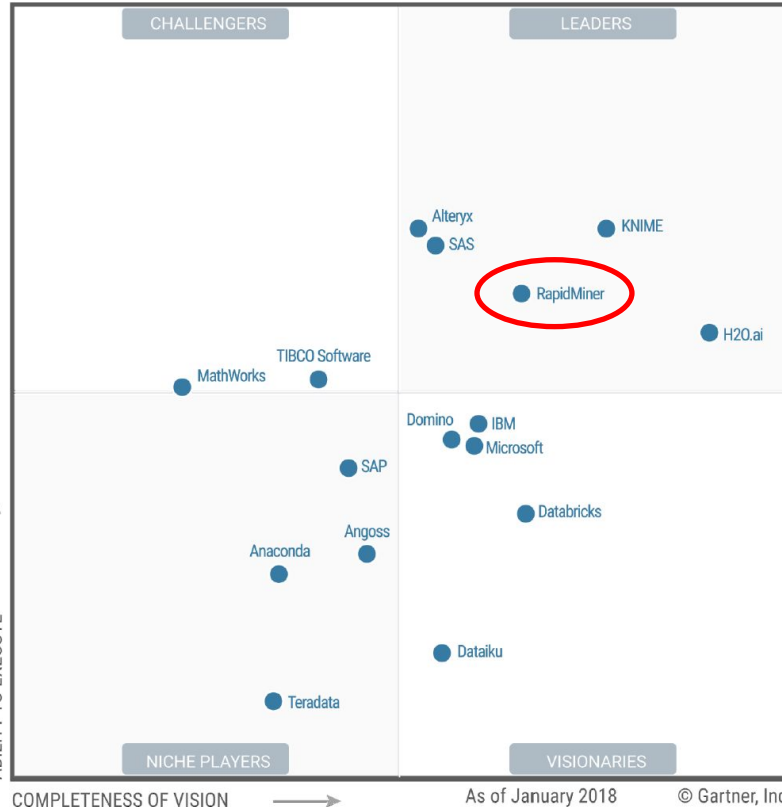 CHALLENGERS
LEADERS
Alteryx
KNIME
SAS
RapidMiner
H2O.ai
TIBCO Software
MathWorks
Domino
IBM
Microsoft
SAP
Databricks
Angoss
Anaconda
Dataiku
Teradata
NICHE PLAYERS
VISIONARIES
COMPLETENESS OF VISION
As of January 2018
© Gartner, Inc